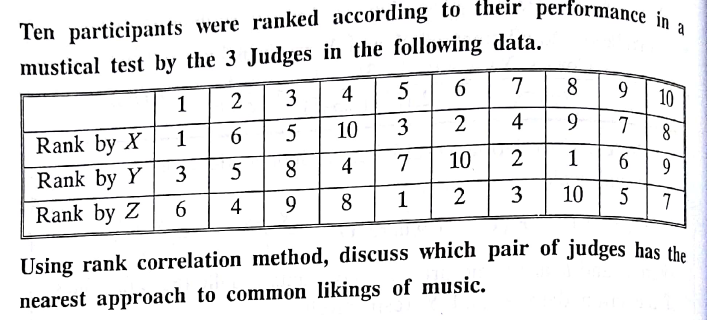 Ten participants were ranked according to their performance in a
mustical test by the 3 Judges in the following data.
1 2 3 4 5 6 7 8 9 10
Rank by X 1 6 5 10 3 2 4 9 7 8
Rank by Y 3 5 8 4 7 10 2 1 6 9
Rank by Z 6 4 9 8 1 2 3 10 5 7
Using rank correlation method, discuss which pair of judges has the
nearest approach to common likings of music.